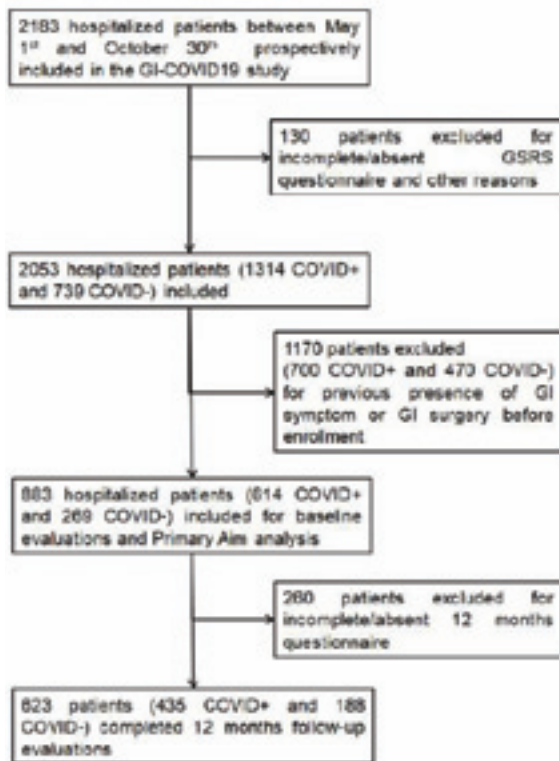 2183 hospitalized patients between May
1st and October 30th prospectively
included in the GI-COVID19 study
130 patients excluded for
incomplete/absent GSRS
questionnaire and other reasons
2053 hospitalized patients (1314 COVID+
and 739 COVID-) included
1170 patients excluded
(700 COVID+ and 470 COVID-)
for previous presence of GI
symptom or GI surgery before
enrollment
883 hospitalized patients (614 COVID+
and 269 COVID-) included for baseline
evaluations and Primary Aim analysis
260 patients excluded for
incomplete/absent 12 months
questionnaire
623 patients (435 COVID+ and 188
COVID-) completed 12 months follow-up
evaluations